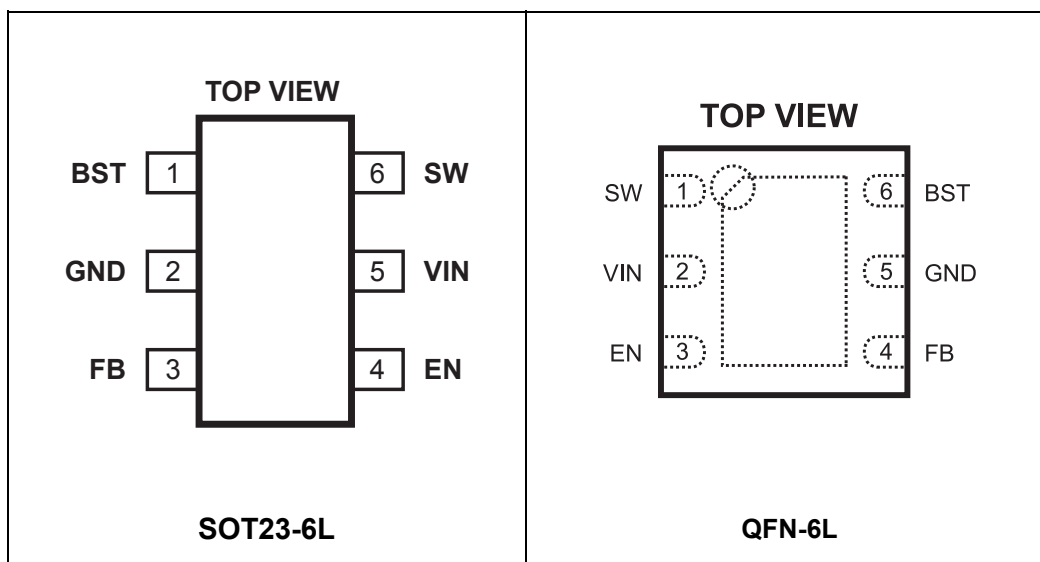 TOP VIEW
BST 1 6 SW
GND 2 5 VIN
FB 3 4 EN
SOT23-6L
TOP VIEW
SW 1 6 BST
VIN 2 5 GND
EN 3 4 FB
QFN-6L